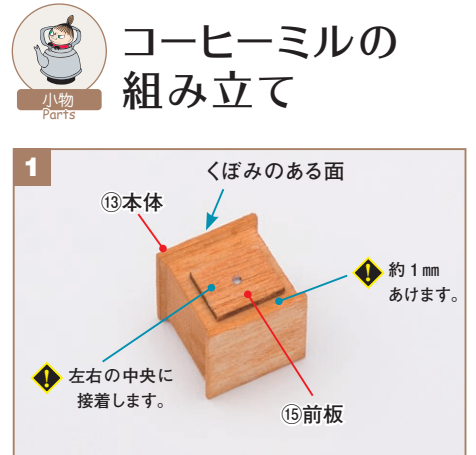 コーヒーミルの
組み立て
小物
Parts
1
くぼみのある面
⑬本体
約1㎜
あけます。
左右の中央に
接着します。
⑮前板